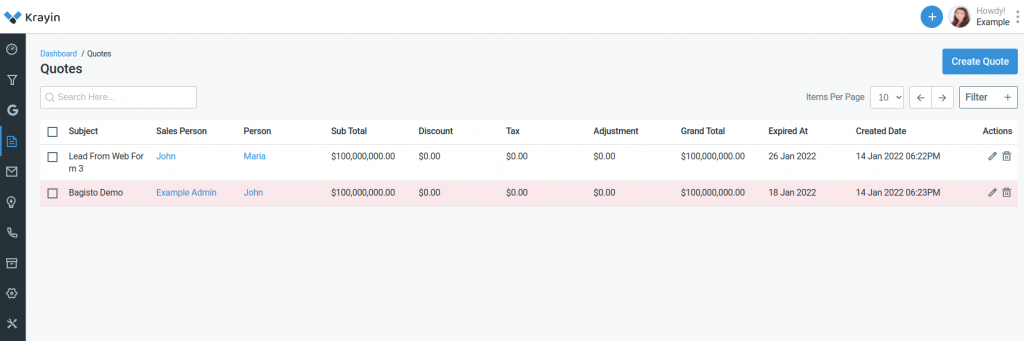 Krayin
Howdy!
Example
Dashboard / Quotes
Quotes
Create Quote
Search Here...
Items Per Page 10 Filter +
Subject Sales Person Person Sub Total Discount Tax Adjustment Grand Total Expired At Created Date Actions
Lead From Web For John Maria $100,000,000.00 $0.00 $0.00 $0.00 $100,000,000.00 26 Jan 2022 14 Jan 2022 06:22PM
m 3
Bagisto Demo Example Admin John $100,000,000.00 $0.00 $0.00 $0.00 $100,000,000.00 18 Jan 2022 14 Jan 2022 06:23PM